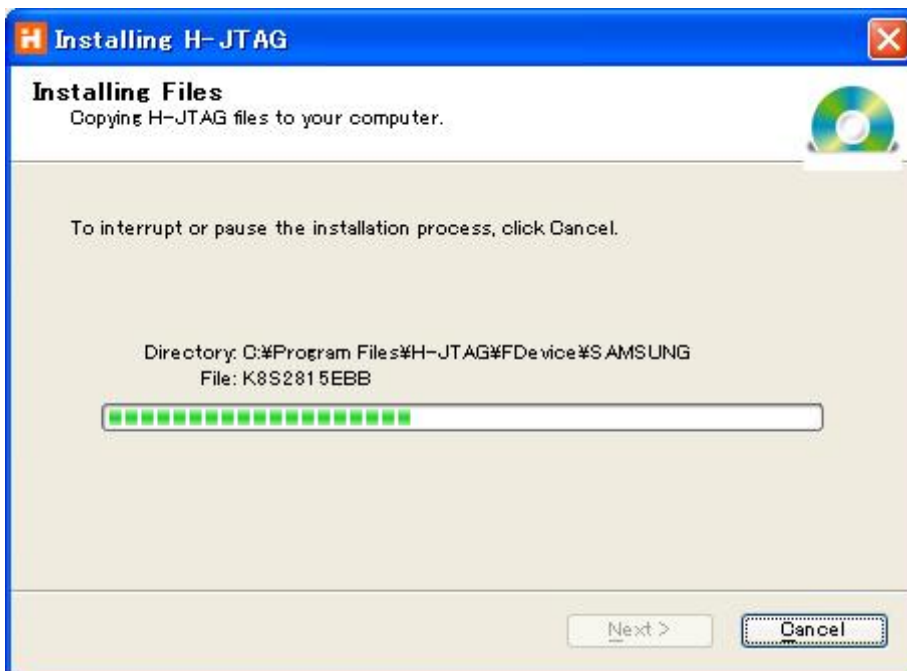 Installing H-JTAG
Installing Files
Copying H-JTAG files to your computer.
To interrupt or pause the installation process, click Cancel.
Directory: C:¥Program Files¥H-JTAG¥FDevice¥SAMSUNG
File: K8S2815EBB
Next >
Cancel